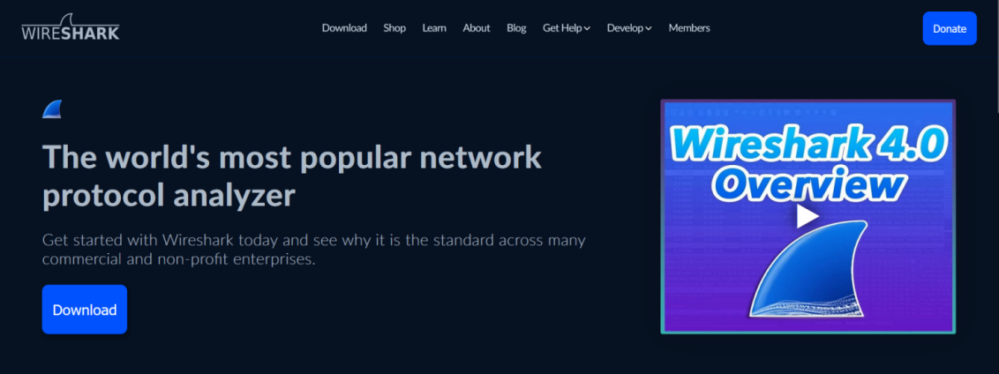 WIRESHARK
Download Shop Learn About Blog Get Help Develop Members
Donate
The world's most popular network
protocol analyzer
Get started with Wireshark today and see why it is the standard across many
commercial and non-profit enterprises.
Download
Wireshark 4.0
Overview